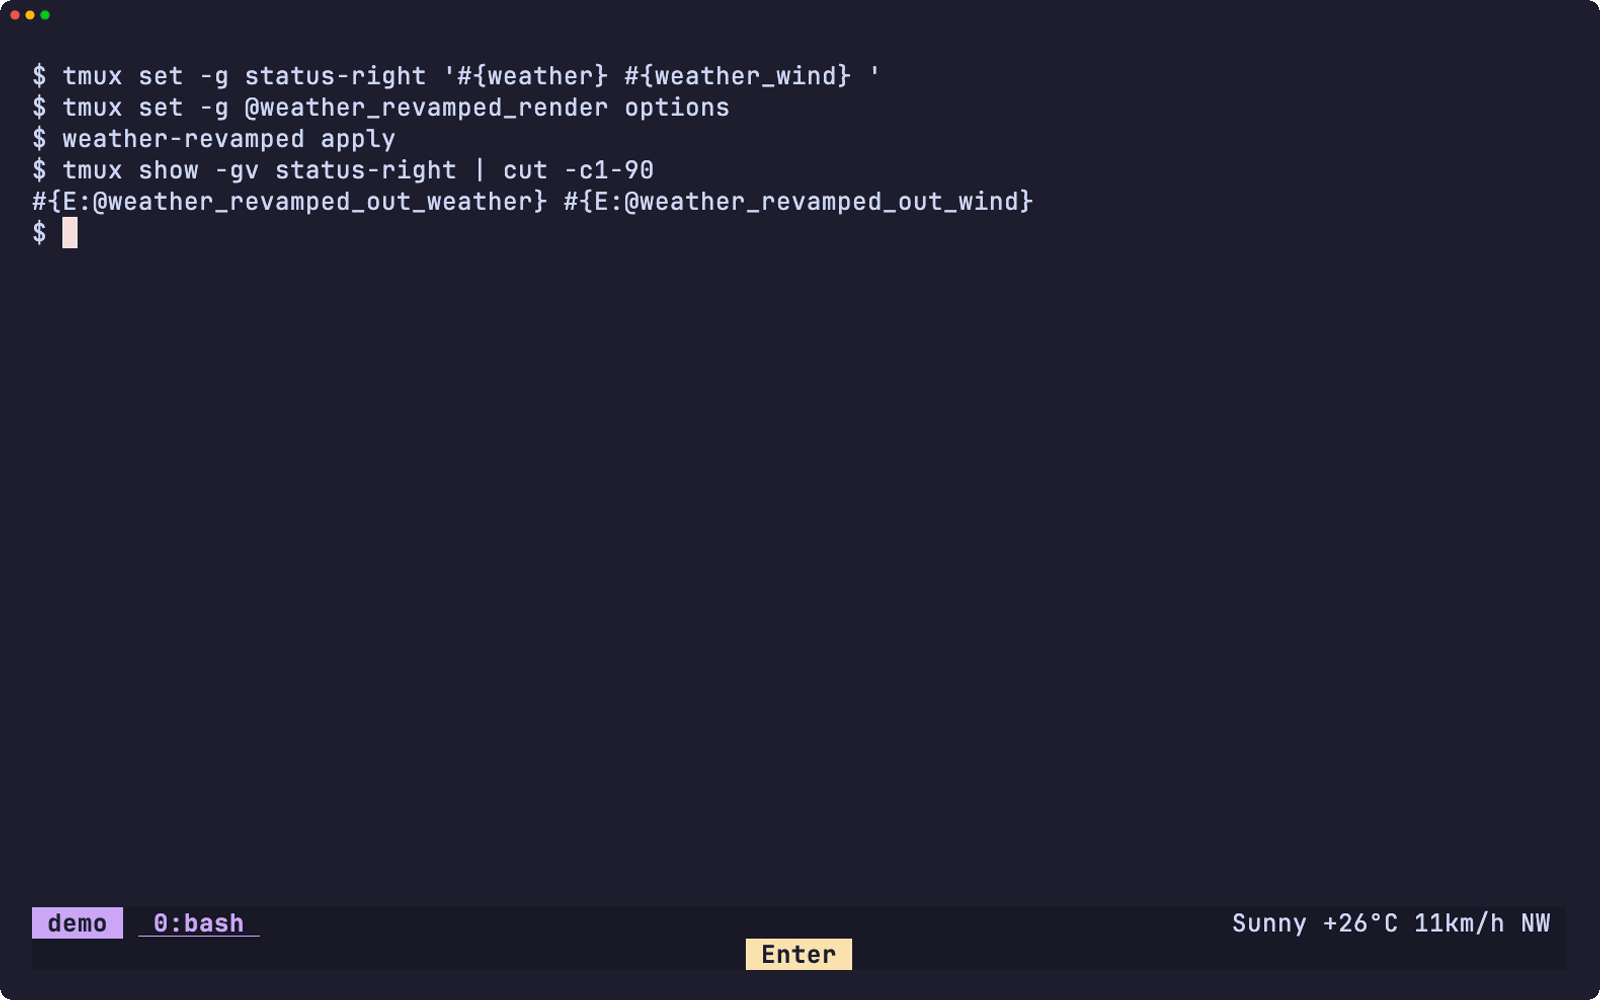 $ tmux set -g status-right '#{weather} #{weather_wind} '
$ tmux set -g @weather_revamped_render options
$ weather-revamped apply
$ tmux show -gv status-right | cut -c1-90
#{E:@weather_revamped_out_weather} #{E:@weather_revamped_out_wind}
$
demo 0:bash Sunny +26°C 11km/h NW
Enter